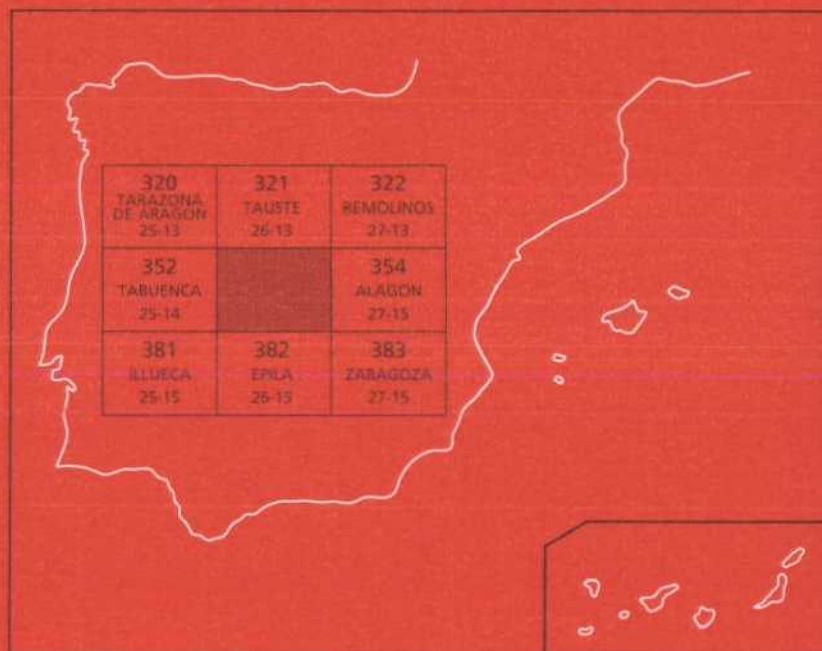 320
TARAZONA
DE ARAGON
25-13
321
TAUSTE
26-13
322
REMOLINOS
27-13
352
TABUENCA
25-14
354
ALAGON
27-15
381
ILLUECA
25-15
382
EPILA
26-15
383
ZARAGOZA
27-15